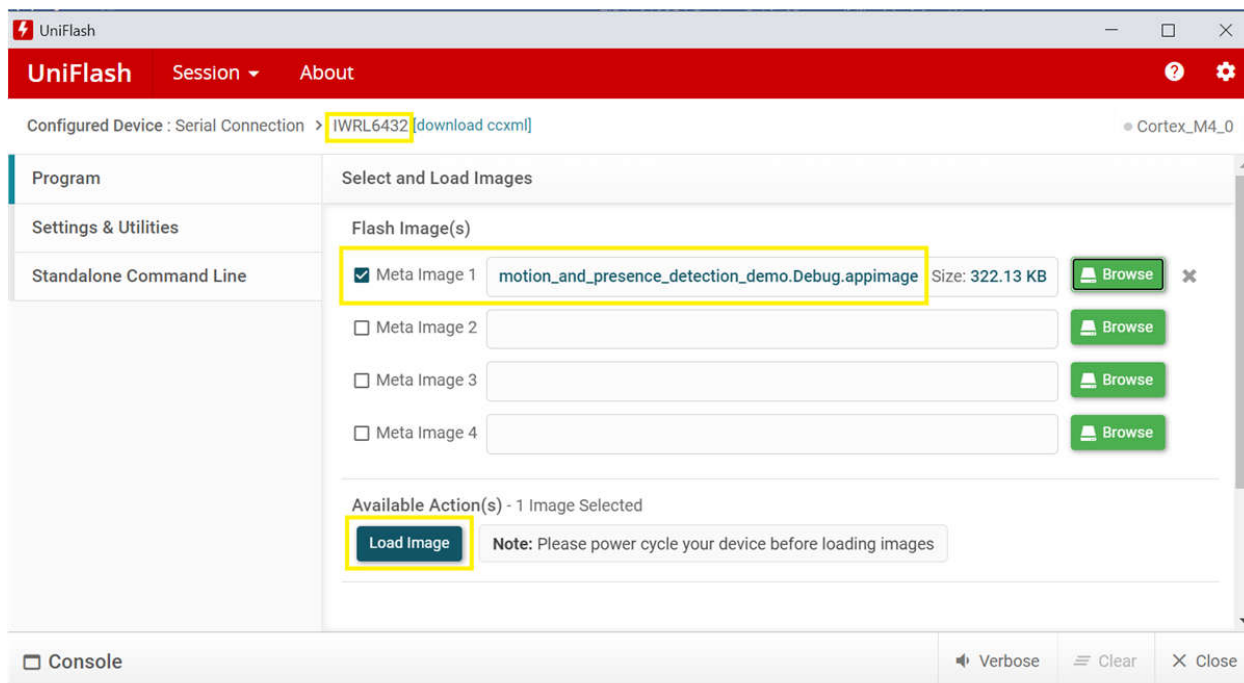 UniFlash
UniFlash Session About
Configured Device : Serial Connection > IWRL6432 [download ccxml] Cortex_M4_0
Program
Settings & Utilities
Standalone Command Line
Select and Load Images
Flash Image(s)
Meta Image 1 motion_and_presence_detection_demo.Debug.appimage Size: 322.13 KB Browse
Meta Image 2 Browse
Meta Image 3 Browse
Meta Image 4 Browse
Available Action(s) - 1 Image Selected
Load Image Note: Please power cycle your device before loading images
Console Verbose Clear Close